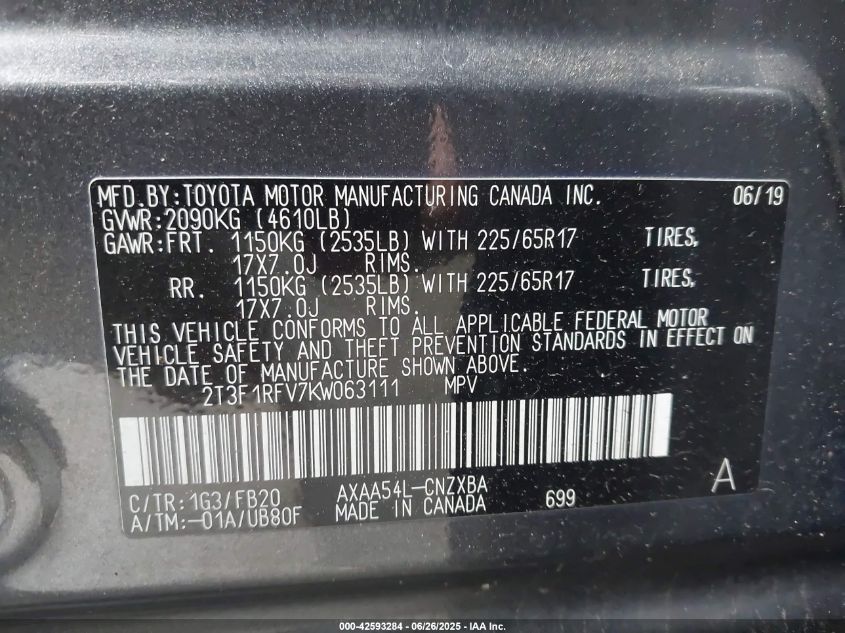 MFD.BY:TOYOTA MOTOR MANUFACTURING CANADA INC. 06/19
GVWR:2090KG (4610LB)
GAWR:FRT. 1150KG (2535LB) WITH 225/65R17 TIRES,
17X7.0J RIMS.
RR. 1150KG (2535LB) WITH 225/65R17 TIRES,
17X7.0J RIMS.
THIS VEHICLE CONFORMS TO ALL APPLICABLE FEDERAL MOTOR
VEHICLE SAFETY AND THEFT PREVENTION STANDARDS IN EFFECT ON
THE DATE OF MANUFACTURE SHOWN ABOVE.
2T3F1RFV7KW063111 MPV
C/TR:1G3/FB20 AXAA54L-CNZXBA 699 A
A/TM:-01A/UB80F MADE IN CANADA
000-42593284 | 06/26/2025 - IAA Inc.